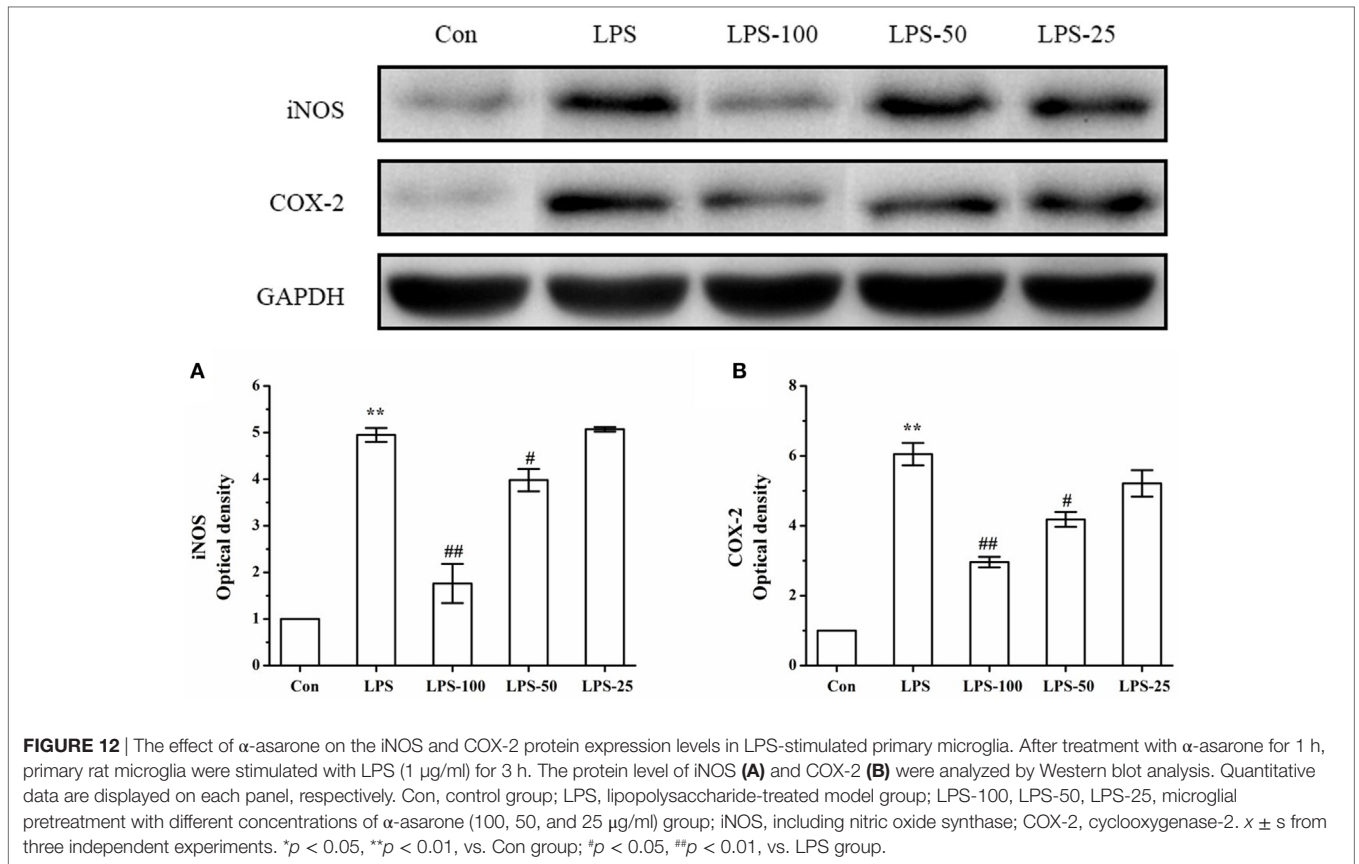 Con LPS LPS-100 LPS-50 LPS-25
iNOS
COX-2
GAPDH
A
6
5
4
3
2
1
0
iNOS
Optical density
**
##
#
Con LPS LPS-100 LPS-50 LPS-25
B
8
6
4
2
0
COX-2
Optical density
**
##
#
Con LPS LPS-100 LPS-50 LPS-25
FIGURE 12 | The effect of α-asarone on the iNOS and COX-2 protein expression levels in LPS-stimulated primary microglia. After treatment with α-asarone for 1 h,
primary rat microglia were stimulated with LPS (1 µg/ml) for 3 h. The protein level of iNOS (A) and COX-2 (B) were analyzed by Western blot analysis. Quantitative
data are displayed on each panel, respectively. Con, control group; LPS, lipopolysaccharide-treated model group; LPS-100, LPS-50, LPS-25, microglial
pretreatment with different concentrations of α-asarone (100, 50, and 25 µg/ml) group; iNOS, including nitric oxide synthase; COX-2, cyclooxygenase-2. x ± s from
three independent experiments. *p < 0.05, **p < 0.01, vs. Con group; #p < 0.05, ##p < 0.01, vs. LPS group.